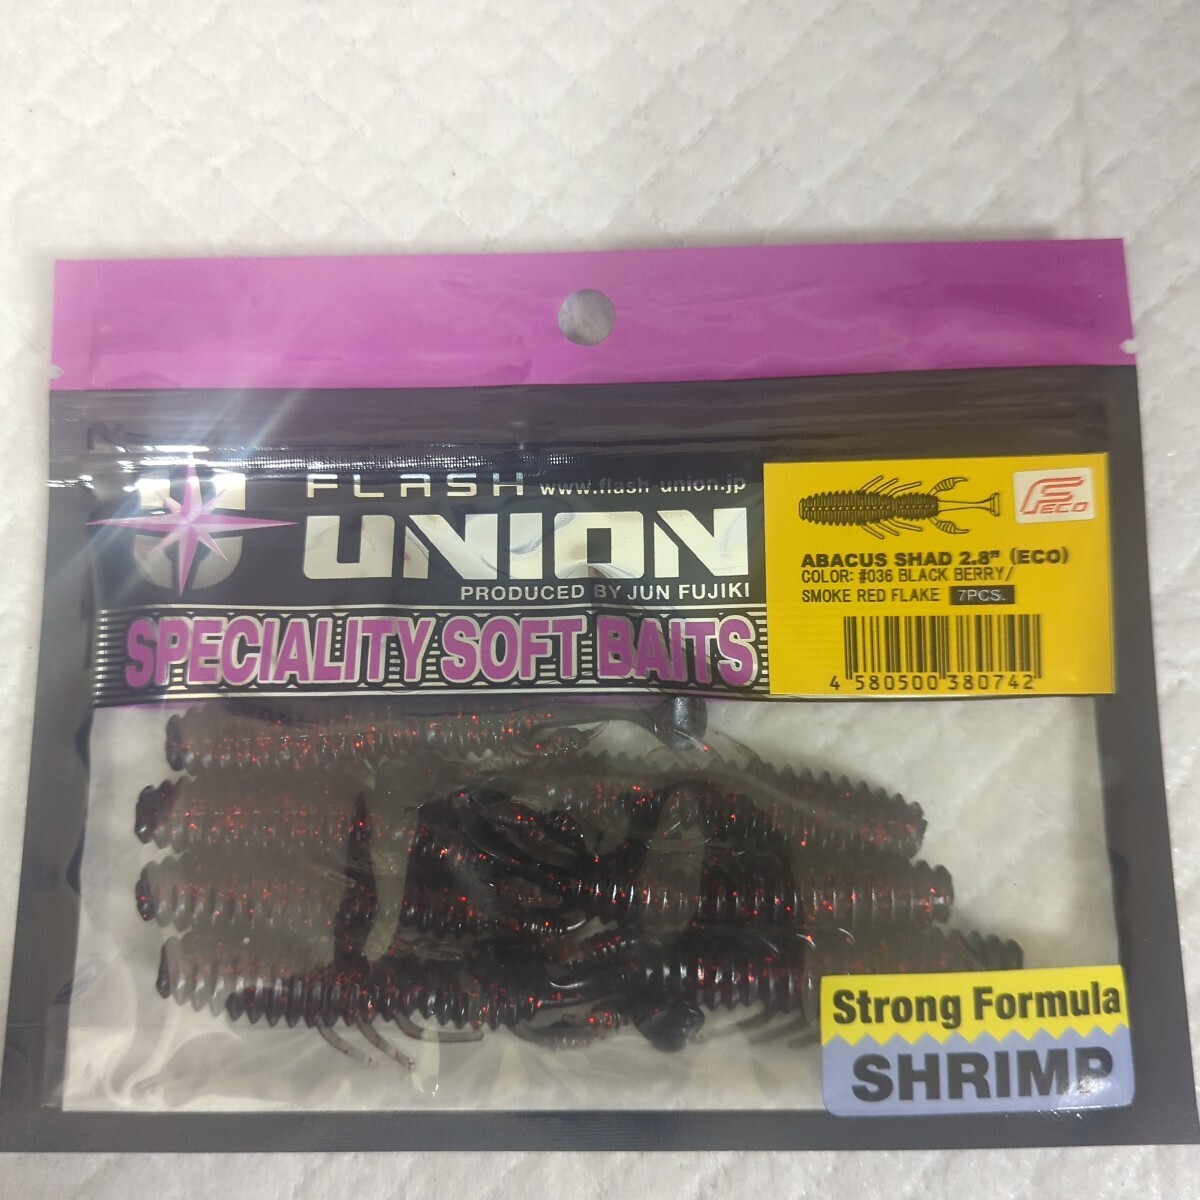 FLASH www.flash-union.jp
UNION
PRODUCED BY JUN FUJIKI
SPECIALITY SOFT BAITS
FECO
ABACUS SHAD 2.8” (ECO)
COLOR: #036 BLACK BERRY/
SMOKE RED FLAKE 7PCS.
4 580500 380742
Strong Formula
SHRIMP